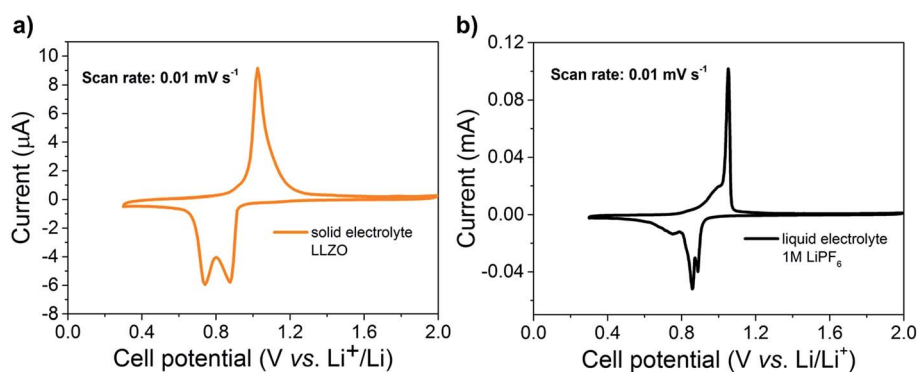 a)
10
8
6
4
2
0
-2
-4
-6
-8
Current (μA)
Scan rate: 0.01 mV s⁻¹
solid electrolyte
LLZO
0.0 0.4 0.8 1.2 1.6 2.0
Cell potential (V vs. Li⁺/Li)
b)
0.12
0.08
0.04
0.00
-0.04
Current (mA)
Scan rate: 0.01 mV s⁻¹
liquid electrolyte
1M LiPF₆
0.0 0.4 0.8 1.2 1.6 2.0
Cell potential (V vs. Li/Li⁺)